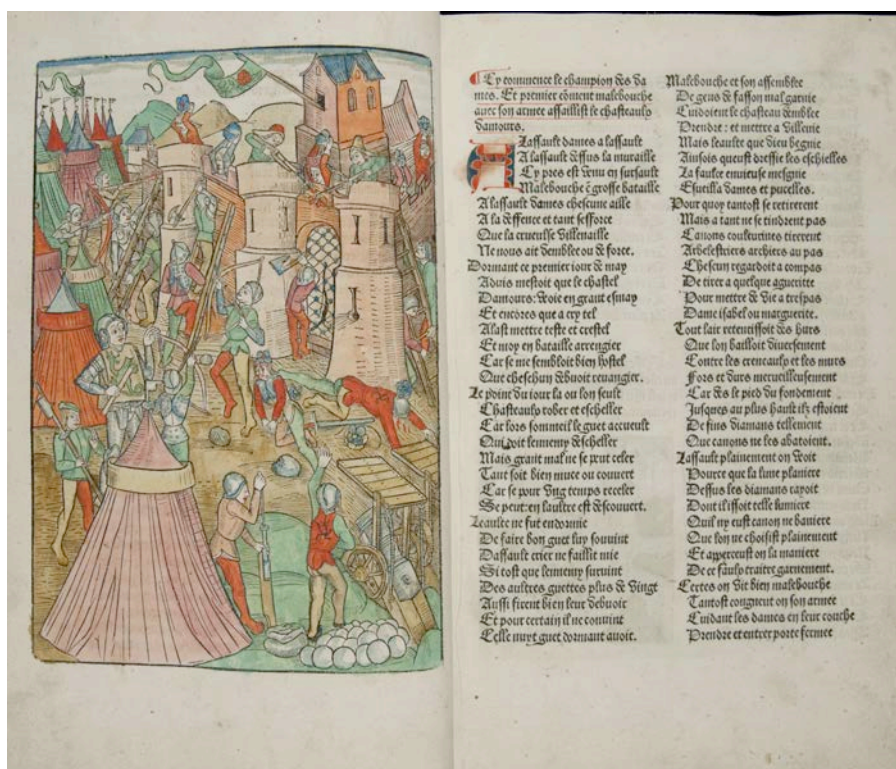 Cy commence le champion des da
mes. Et premier cōment malebouche
auec son armee assaillist le chasteaulx
damours.
A Lassault dames a lassault
A lassault dessus la muraille
Cy pres est venu en sursault
Malebouche ē grosse bataille
A lassault dames chescune aille
A la deffence et tant sefforce
Que la crueulse villenaille
Ne nous ait demblee ou de force.
Dormant ce premier iour de may
Aduis mestoit que le chastel
Damours: veoie en grant esmay
Et encores que a cry tel
Alast mettre teste et crestel
Et moy en bataille arrengier
Car se me sembloit bien hostel
Que cheschun debuoit reuangier.
Le point du iour la ou lon seult
Chasteaulx rober et escheller
Car lors sommeil le guet accueult
Qui voit lennemy descheller
Mais grant mal ne se peut celer
Tant soit bien muce ou couuert
Car se pour vng temps receler
Se peut: en laultre est descouuert.
Leaulte ne fut endormie
De faire bon guet luy souuint
Dassault crier ne faillit mie
Si tost que lennemy suruint
Des aultres guettes plus de vingt
Aussi firent bien leur debuoir
Et pour certain il ne conuint
Celle nuyt guet dormant auoir.
Malebouche et son assemblee
De gens de fasson mal garnie
Cuidoient le chasteau demblee
Prendre: et mettre a villenie
Mais leaulte que dieu begnie
Ainsois queust dressie les eschielles
La faulce enuieuse mesgnie
Esueilla dames et pucelles.
Pour quoy tantost se retirerent
Mais a tant ne se tindrent pas
Canons couleurines tirerent
Arbelestriers archiers au pas
Chescun regardoit a compas
De tirer a quelque aguettte
Pour mettre de vie a trespas
Dame isabel ou marguerite.
Tout lair retentissoit des hurs
Que lon bailloit diuersement
Contre les creneaulx et les murs
Fors et durs merueilleusement
Car des le pied du fondement
Jusques au plus hault ilz estoient
De fins diamans tellement
Que canons ne les abatoient.
Lassault plainement on veoit
Pource que la lune planiere
Dessus les diamans rayoit
Dont il issoit telle lumiere
Quil ny eust canon ne baniere
Que lon ne choisist plainement
Et apperceust on la maniere
De ce faulx traitre garnement.
Certes on dit bien malebouche
Tantost congneut on son armee
Cuidant les dames en leur couche
Prendre et entrer porte fermee